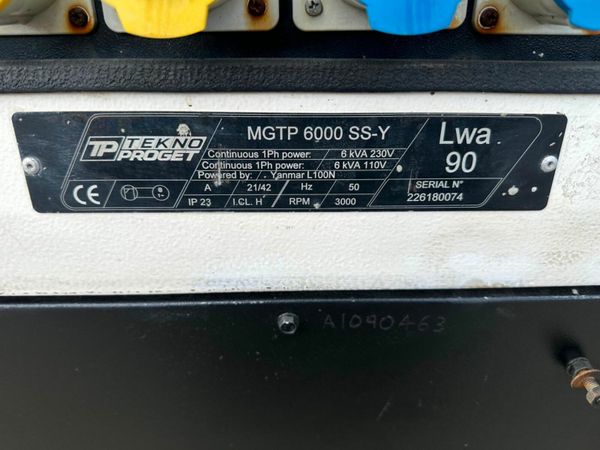 TP TEKNO PROGET
MGTP 6000 SS-Y
Continuous 1Ph power: 6 kVA 230V
Continuous 1Ph power: 6 kVA 110V
Powered by: Yanmar L100N
A 21/42 Hz 50
IP 23 I.CL. H RPM 3000
Lwa
90
SERIAL N°
226180074
CE
A1090463